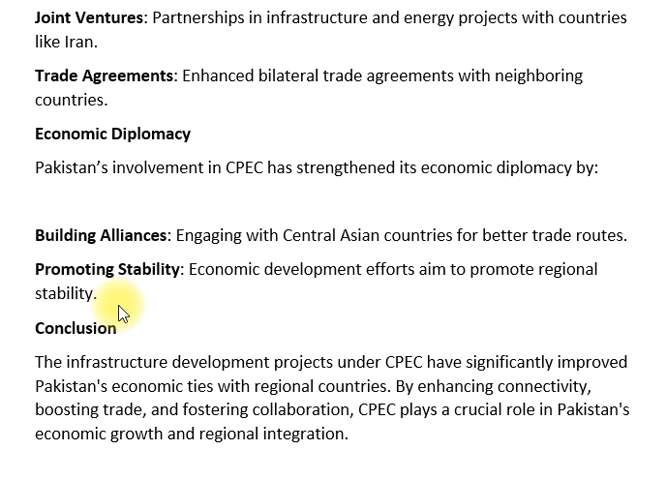 Joint Ventures: Partnerships in infrastructure and energy projects with countries
like Iran.
Trade Agreements: Enhanced bilateral trade agreements with neighboring
countries.
Economic Diplomacy
Pakistan’s involvement in CPEC has strengthened its economic diplomacy by:
Building Alliances: Engaging with Central Asian countries for better trade routes.
Promoting Stability: Economic development efforts aim to promote regional
stability.
Conclusion
The infrastructure development projects under CPEC have significantly improved
Pakistan's economic ties with regional countries. By enhancing connectivity,
boosting trade, and fostering collaboration, CPEC plays a crucial role in Pakistan's
economic growth and regional integration.